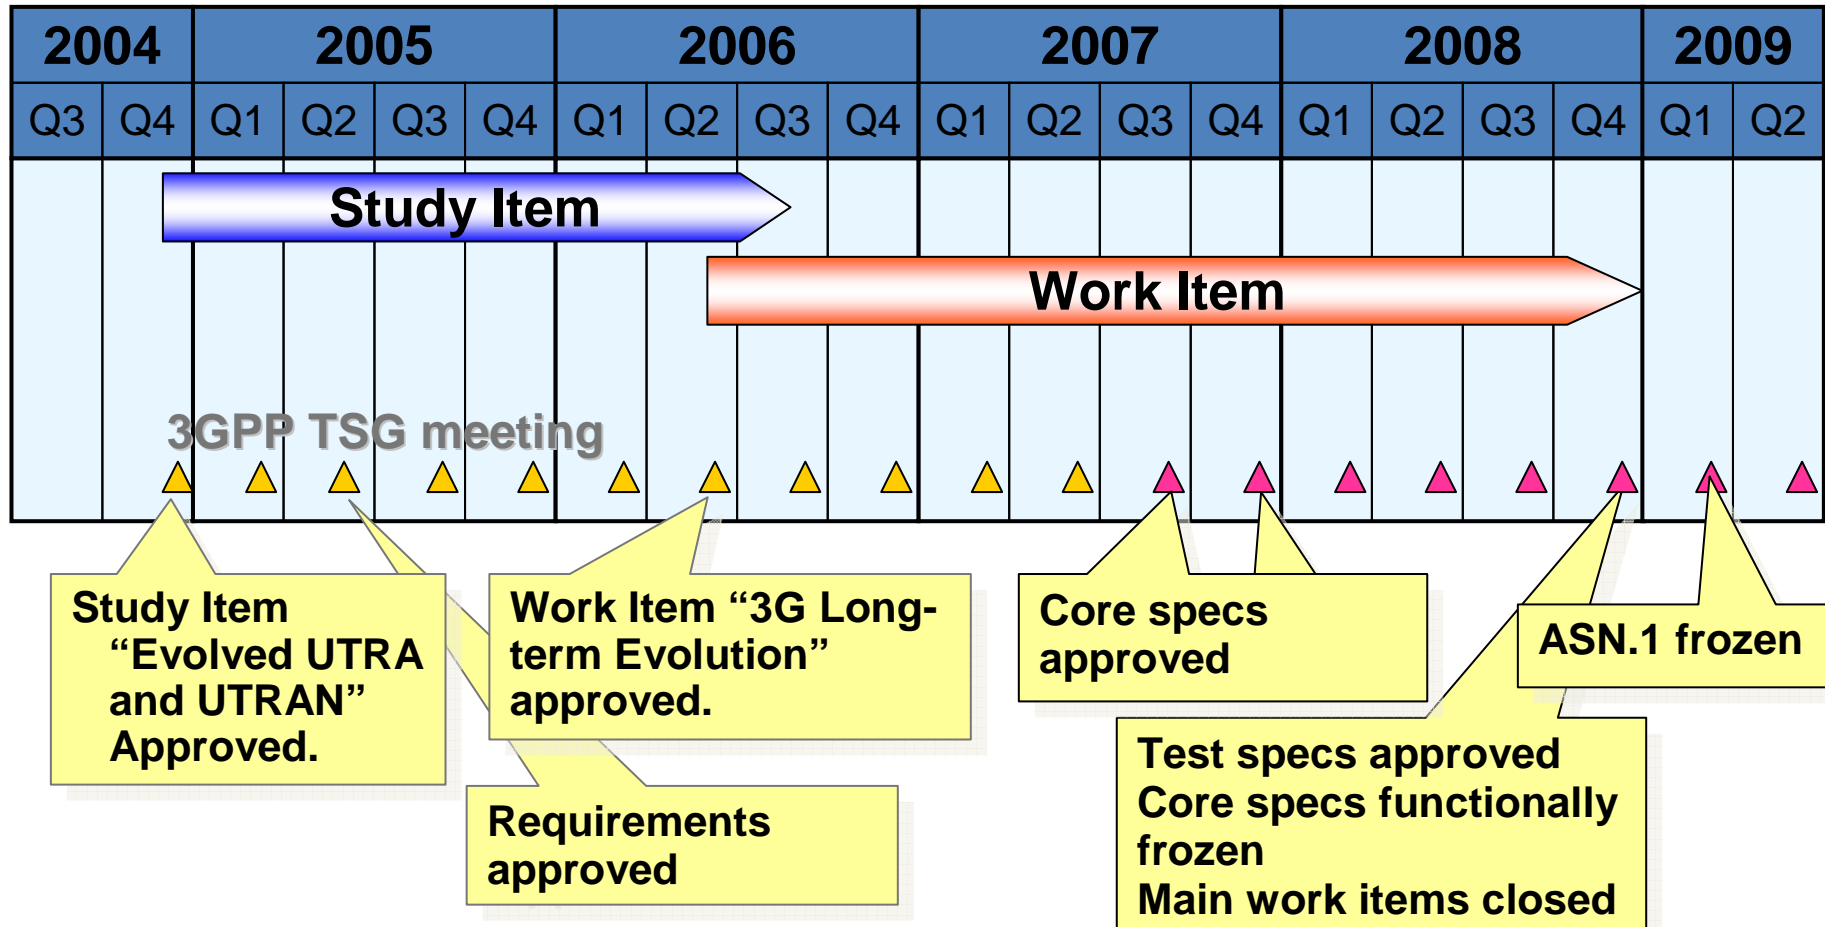 2004 2005 2006 2007 2008 2009
Q3 Q4 Q1 Q2 Q3 Q4 Q1 Q2 Q3 Q4 Q1 Q2 Q3 Q4 Q1 Q2 Q3 Q4 Q1 Q2
Study Item
Work Item
3GPP TSG meeting
Study Item
“Evolved UTRA
and UTRAN”
Approved.
Requirements
approved
Work Item “3G Long-
term Evolution”
approved.
Core specs
approved
Test specs approved
Core specs functionally
frozen
Main work items closed
ASN.1 frozen